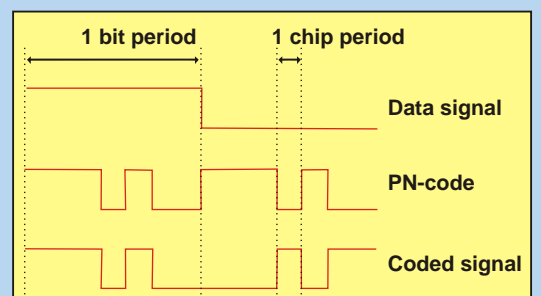 1 bit period 1 chip period
Data signal
PN-code
Coded signal